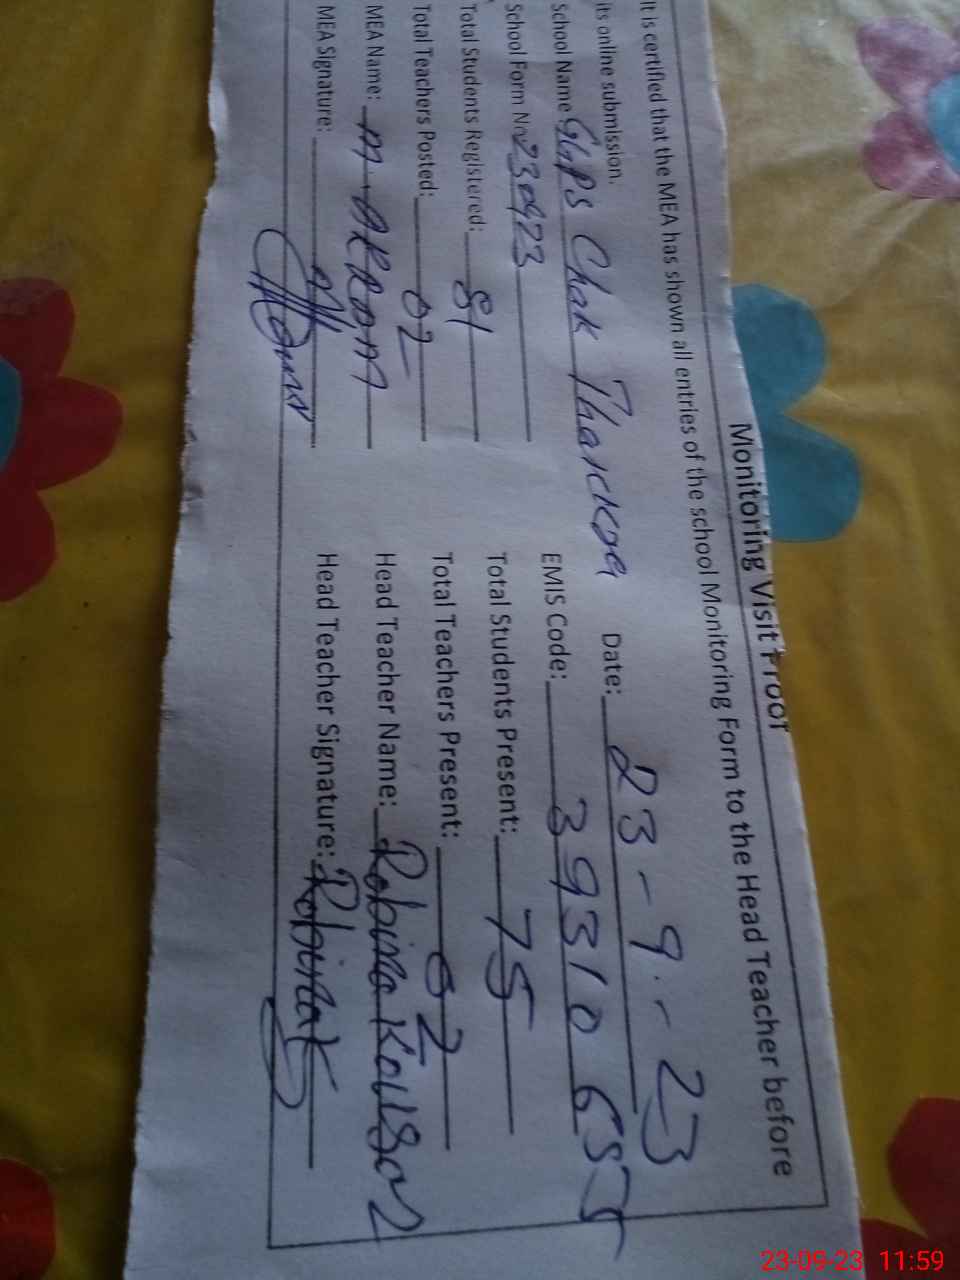 Monitoring Visit Proof
It is certified that the MEA has shown all entries of the school Monitoring Form to the Head Teacher before
its online submission.
School Name GGPS Chak Date: 23-9-23
School Form No. 230923 EMIS Code: 39310655
Total Students Registered: 81 Total Students Present: 75
Total Teachers Posted: 02 Total Teachers Present: 02
MEA Name: M. AKRAM Head Teacher Name: Robina Kousar
MEA Signature: Head Teacher Signature: Robina K
23-09-23 11:59